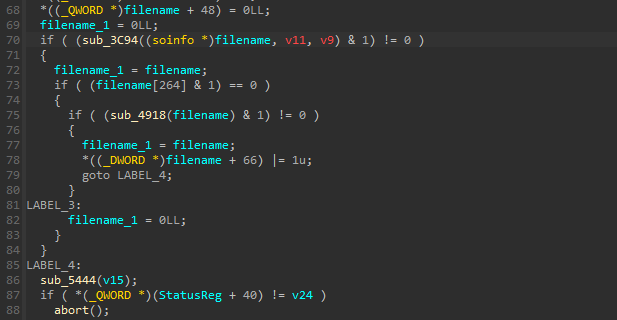 68 *((_QWORD *)filename + 48) = 0LL;
69 filename_1 = 0LL;
70 if ( (sub_3C94((soinfo *)filename, v11, v9) & 1) != 0 )
71 {
72 filename_1 = filename;
73 if ( (filename[264] & 1) == 0 )
74 {
75 if ( (sub_4918(filename) & 1) != 0 )
76 {
77 filename_1 = filename;
78 *((_DWORD *)filename + 66) |= 1u;
79 goto LABEL_4;
80 }
81 LABEL_3:
82 filename_1 = 0LL;
83 }
84 }
85 LABEL_4:
86 sub_5444(v15);
87 if ( *(_QWORD *)(StatusReg + 40) != v24 )
88 abort();